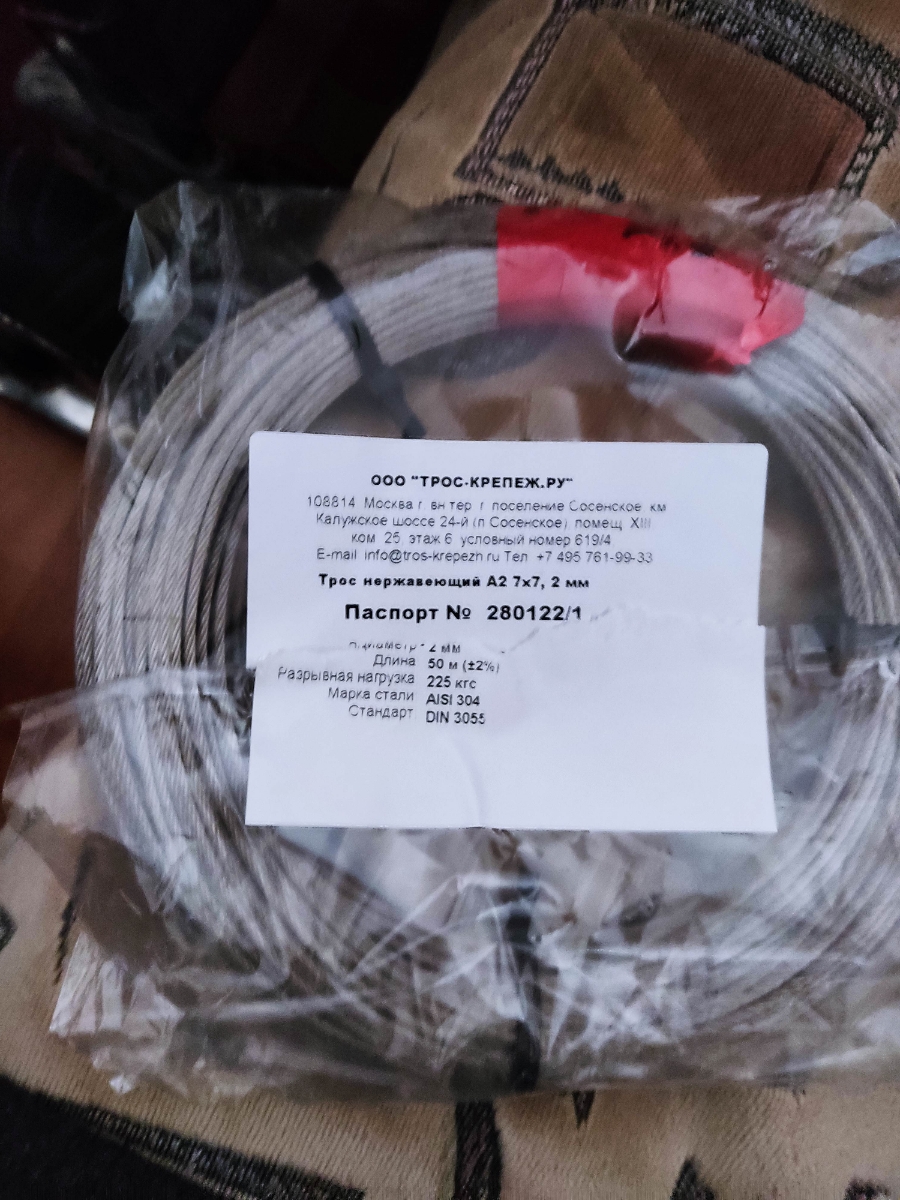 ООО "ТРОС-КРЕПЕЖ.РУ"
108814 Москва г. вн.тер. г. поселение Сосенское, км
Калужское шоссе 24-й (п Сосенское), помещ. XIII
ком. 25, этаж 6, условный номер 619/4
E-mail info@tros-krepezh.ru Тел. +7 495 761-99-33
Трос нержавеющий А2 7х7, 2 мм
Паспорт № 280122/1
Диаметр 2 мм
Длина 50 м (±2%)
Разрывная нагрузка 225 кгс
Марка стали AISI 304
Стандарт DIN 3055